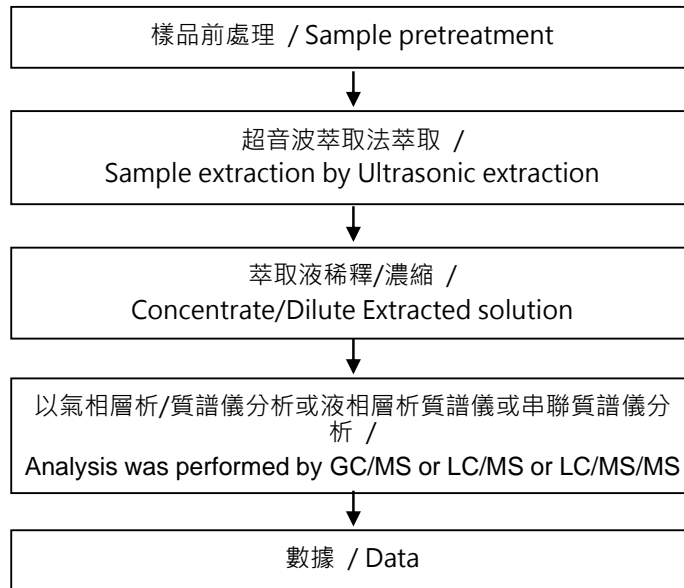 樣品前處理 / Sample pretreatment
超音波萃取法萃取 /
Sample extraction by Ultrasonic extraction
萃取液稀釋/濃縮 /
Concentrate/Dilute Extracted solution
以氣相層析/質譜儀分析或液相層析質譜儀或串聯質譜儀分
析 /
Analysis was performed by GC/MS or LC/MS or LC/MS/MS
數據 / Data